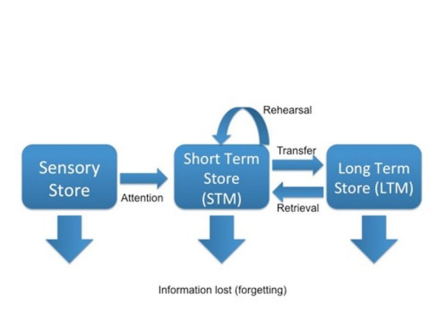 Rehearsal
Sensory
Store
Attention
Short Term
Store
(STM)
Transfer
Retrieval
Long Term
Store (LTM)
Information lost (forgetting)